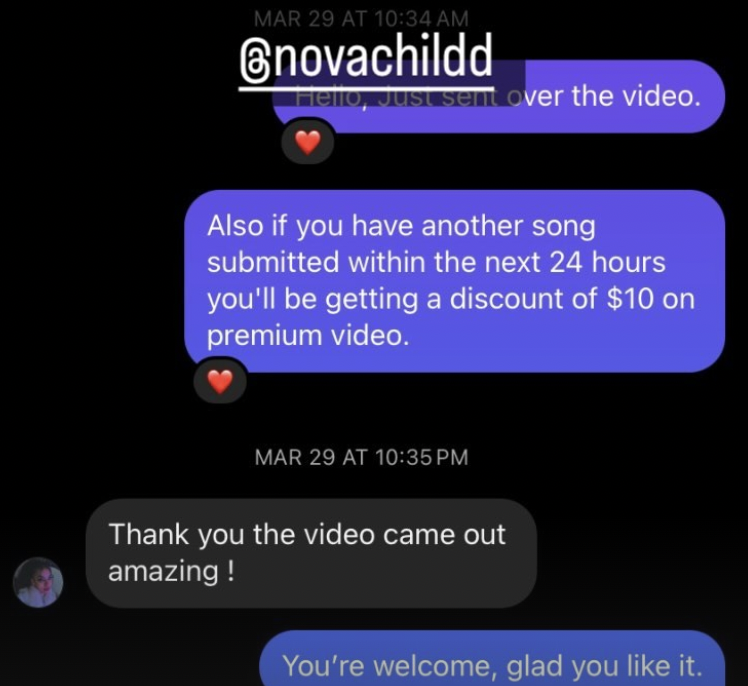 MAR 29 AT 10:34 AM
@novachildd
Hello, Just sent over the video.
Also if you have another song
submitted within the next 24 hours
you'll be getting a discount of $10 on
premium video.
MAR 29 AT 10:35 PM
Thank you the video came out
amazing !
You’re welcome, glad you like it.